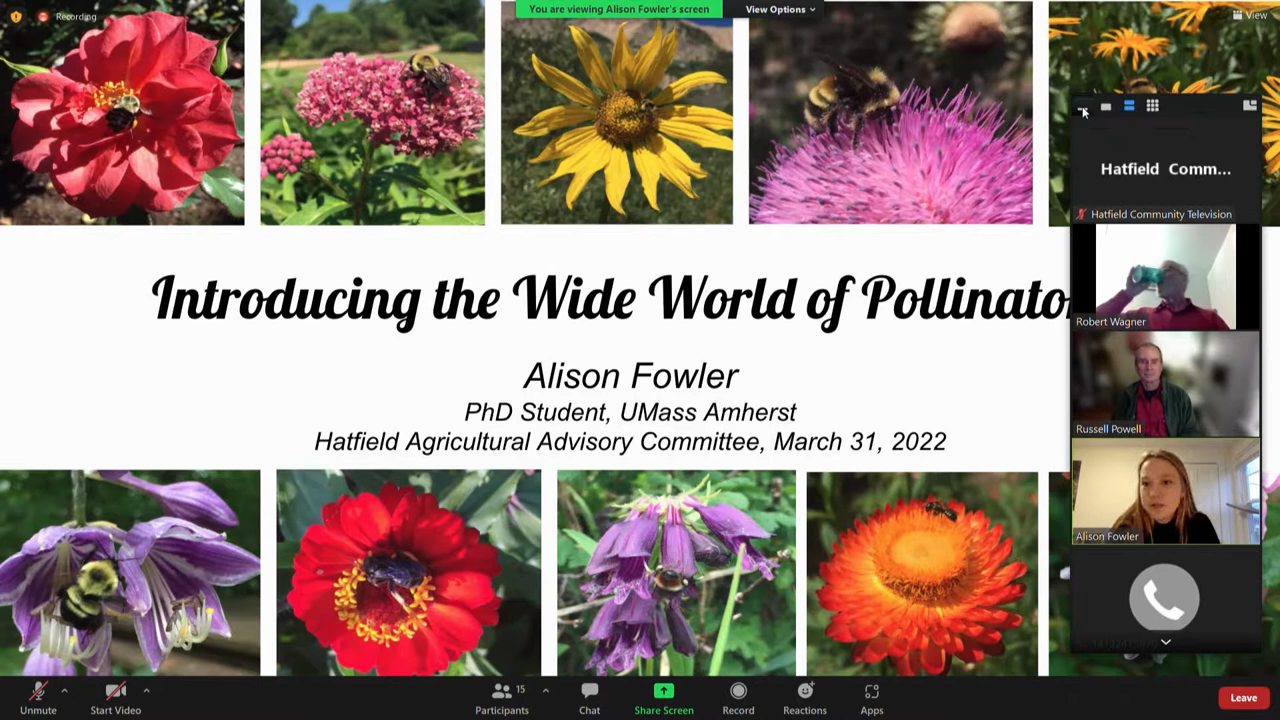 Recording
You are viewing Alison Fowler's screen
View Options
View
Hatfield Comm...
Hatfield Community Television
Robert Wagner
Russell Powell
Alison Fowler
Introducing the Wide World of Pollinato
Alison Fowler
PhD Student, UMass Amherst
Hatfield Agricultural Advisory Committee, March 31, 2022
Unmute
Start Video
15
Participants
Chat
Share Screen
Record
Reactions
Apps
Leave